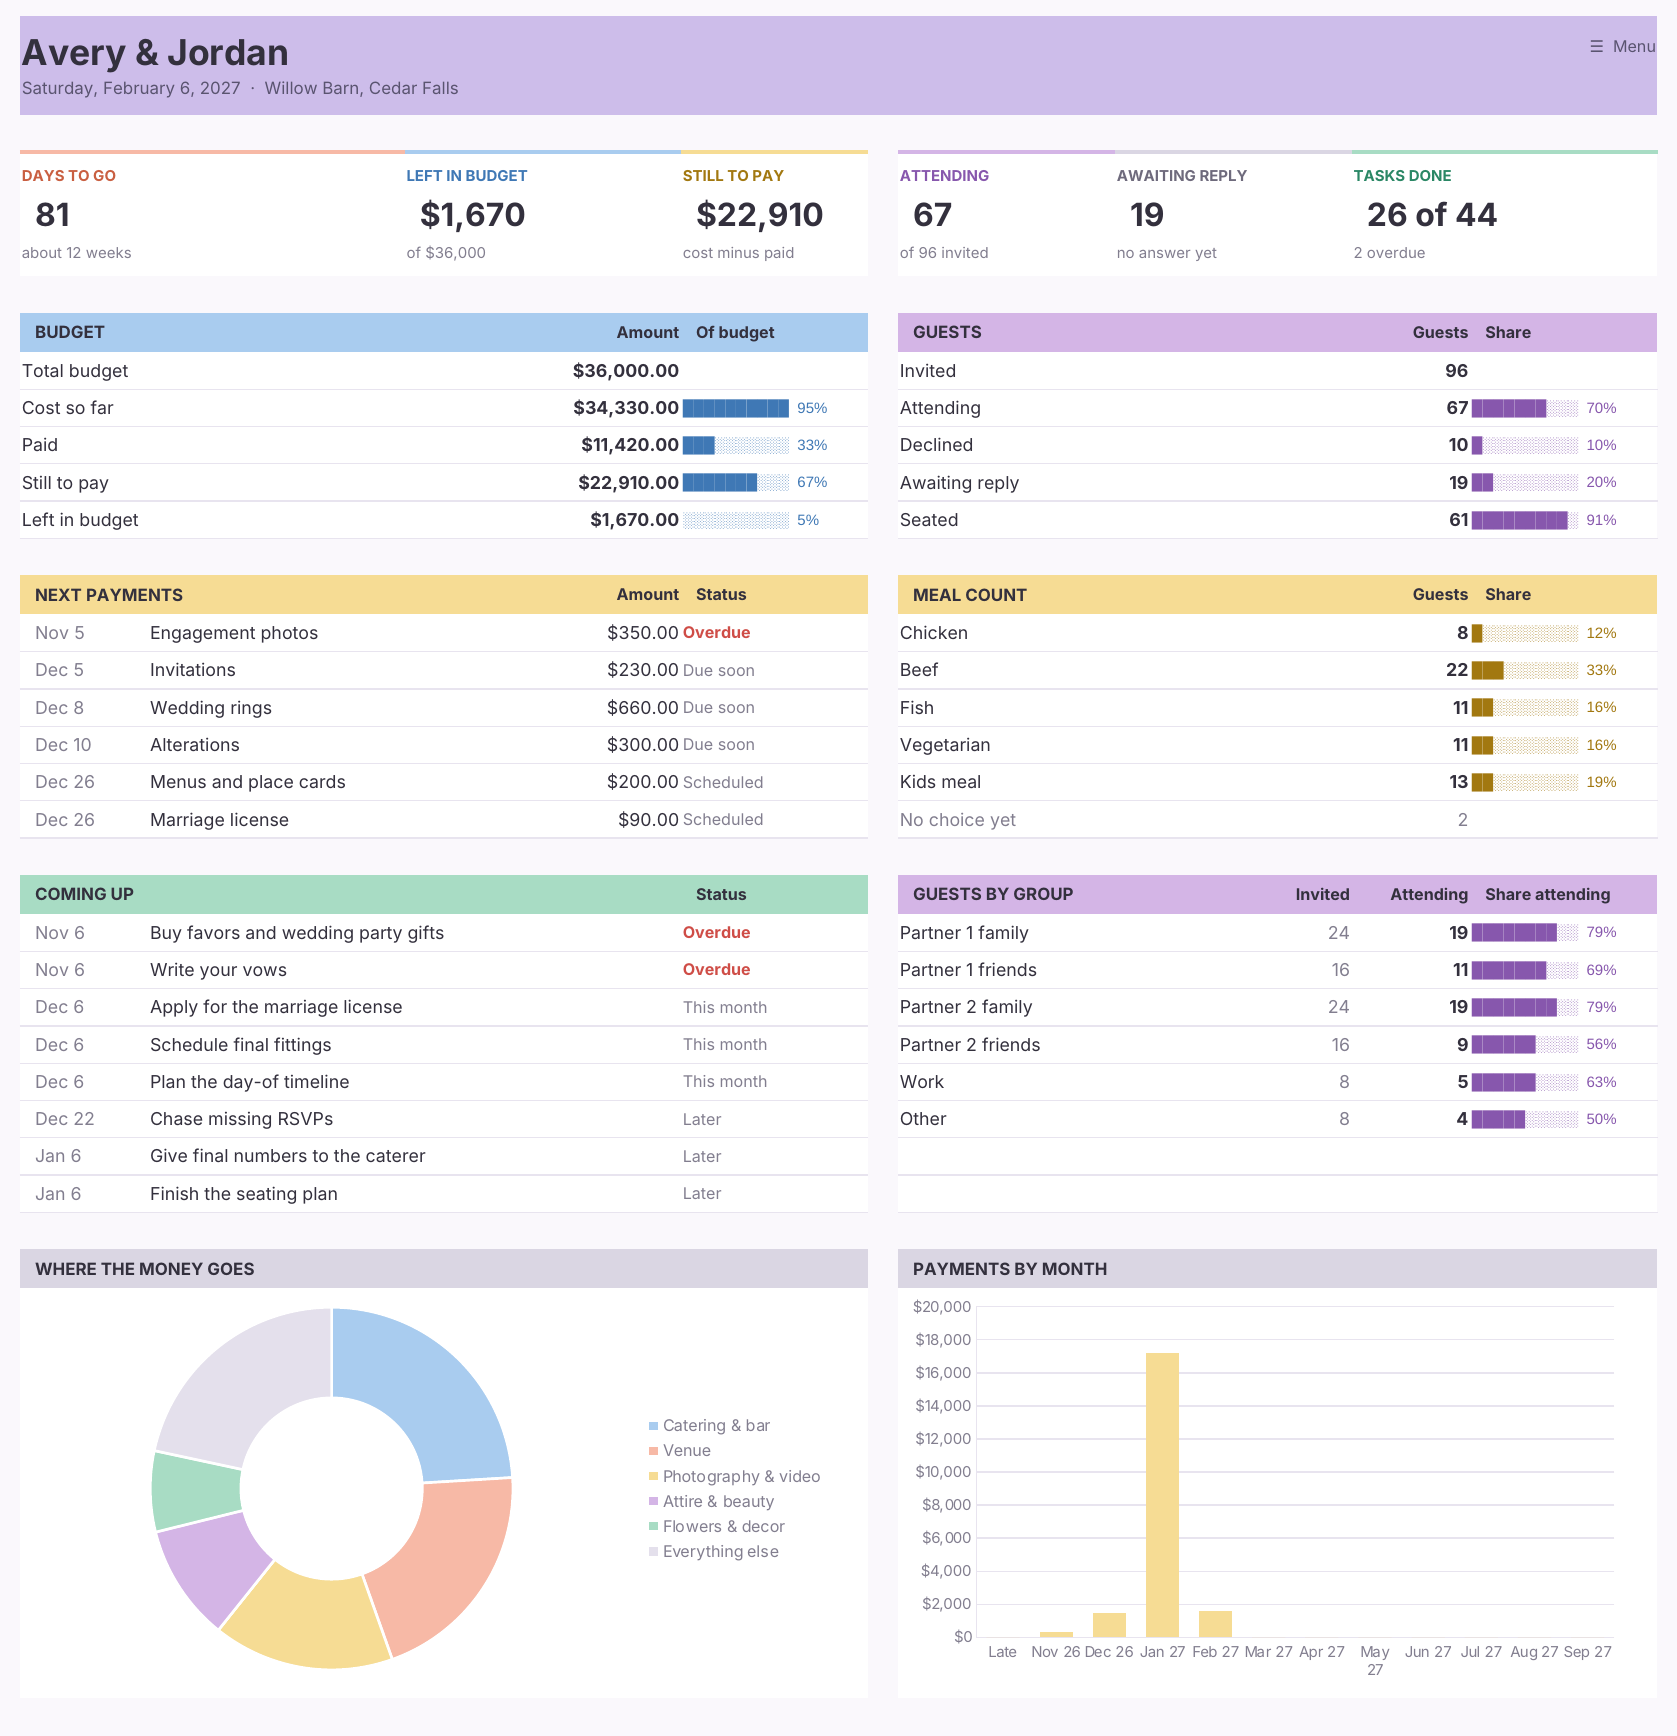 Avery & Jordan
☰ Menu
Saturday, February 6, 2027 · Willow Barn, Cedar Falls
DAYS TO GO
81
about 12 weeks
LEFT IN BUDGET
$1,670
of $36,000
STILL TO PAY
$22,910
cost minus paid
ATTENDING
67
of 96 invited
AWAITING REPLY
19
no answer yet
TASKS DONE
26 of 44
2 overdue
BUDGET Amount Of budget
Total budget $36,000.00
Cost so far $34,330.00 95%
Paid $11,420.00 33%
Still to pay $22,910.00 67%
Left in budget $1,670.00 5%
GUESTS Guests Share
Invited 96
Attending 67 70%
Declined 10 10%
Awaiting reply 19 20%
Seated 61 91%
NEXT PAYMENTS Amount Status
Nov 5 Engagement photos $350.00 Overdue
Dec 5 Invitations $230.00 Due soon
Dec 8 Wedding rings $660.00 Due soon
Dec 10 Alterations $300.00 Due soon
Dec 26 Menus and place cards $200.00 Scheduled
Dec 26 Marriage license $90.00 Scheduled
MEAL COUNT Guests Share
Chicken 8 12%
Beef 22 33%
Fish 11 16%
Vegetarian 11 16%
Kids meal 13 19%
No choice yet 2
COMING UP Status
Nov 6 Buy favors and wedding party gifts Overdue
Nov 6 Write your vows Overdue
Dec 6 Apply for the marriage license This month
Dec 6 Schedule final fittings This month
Dec 6 Plan the day-of timeline This month
Dec 22 Chase missing RSVPs Later
Jan 6 Give final numbers to the caterer Later
Jan 6 Finish the seating plan Later
GUESTS BY GROUP Invited Attending Share attending
Partner 1 family 24 19 79%
Partner 1 friends 16 11 69%
Partner 2 family 24 19 79%
Partner 2 friends 16 9 56%
Work 8 5 63%
Other 8 4 50%
WHERE THE MONEY GOES
Catering & bar
Venue
Photography & video
Attire & beauty
Flowers & decor
Everything else
PAYMENTS BY MONTH
$20,000
$18,000
$16,000
$14,000
$12,000
$10,000
$8,000
$6,000
$4,000
$2,000
$0
Late Nov 26 Dec 26 Jan 27 Feb 27 Mar 27 Apr 27 May 27 Jun 27 Jul 27 Aug 27 Sep 27